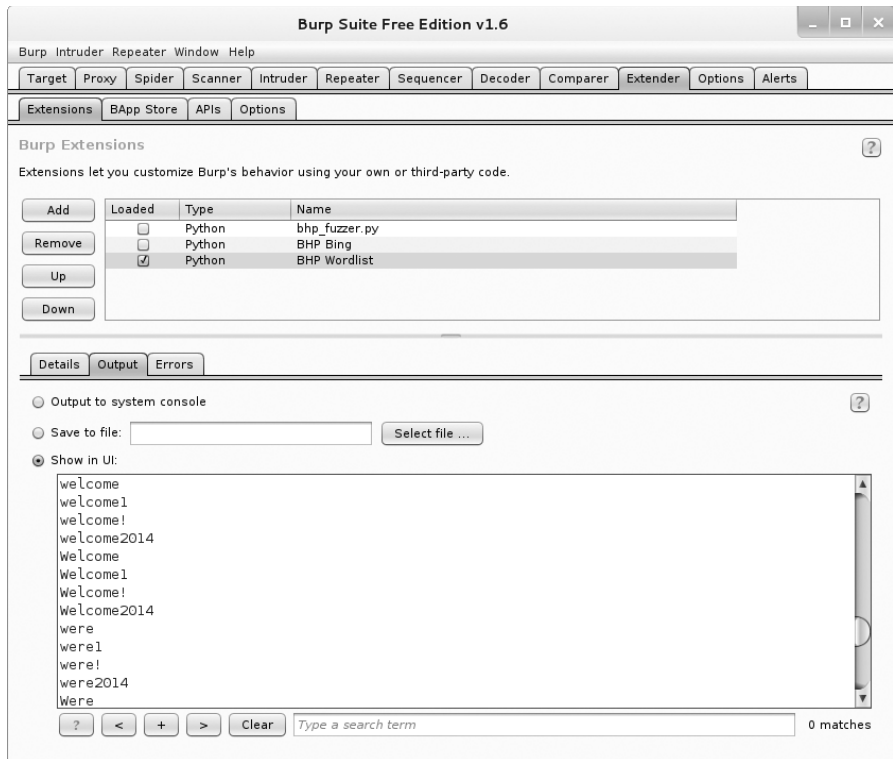 Burp Suite Free Edition v1.6
Burp Intruder Repeater Window Help
Target Proxy Spider Scanner Intruder Repeater Sequencer Decoder Comparer Extender Options Alerts
Extensions BApp Store APIs Options
Burp Extensions
?
Extensions let you customize Burp's behavior using your own or third-party code.
Add
Loaded Type Name
Python bhp_fuzzer.py
Remove
Python BHP Bing
Python BHP Wordlist
Up
Down
Details Output Errors
Output to system console
?
Save to file: Select file ...
Show in UI:
welcome
welcome1
welcome!
welcome2014
Welcome
Welcome1
Welcome!
Welcome2014
were
were1
were!
were2014
Were
? < + > Clear Type a search term 0 matches